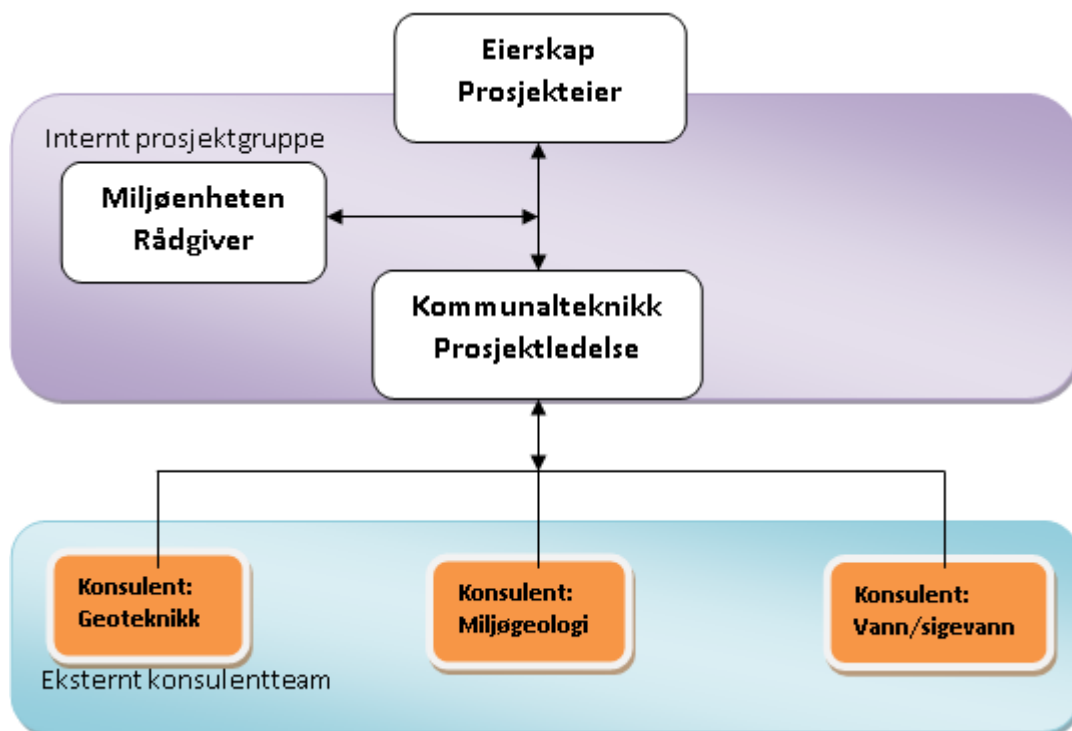 Eierskap
Prosjekteier
Internt prosjektgruppe
Miljøenheten
Rådgiver
Kommunalteknikk
Prosjektledelse
Konsulent:
Geoteknikk
Konsulent:
Miljøgeologi
Konsulent:
Vann/sigevann
Eksternt konsulentteam